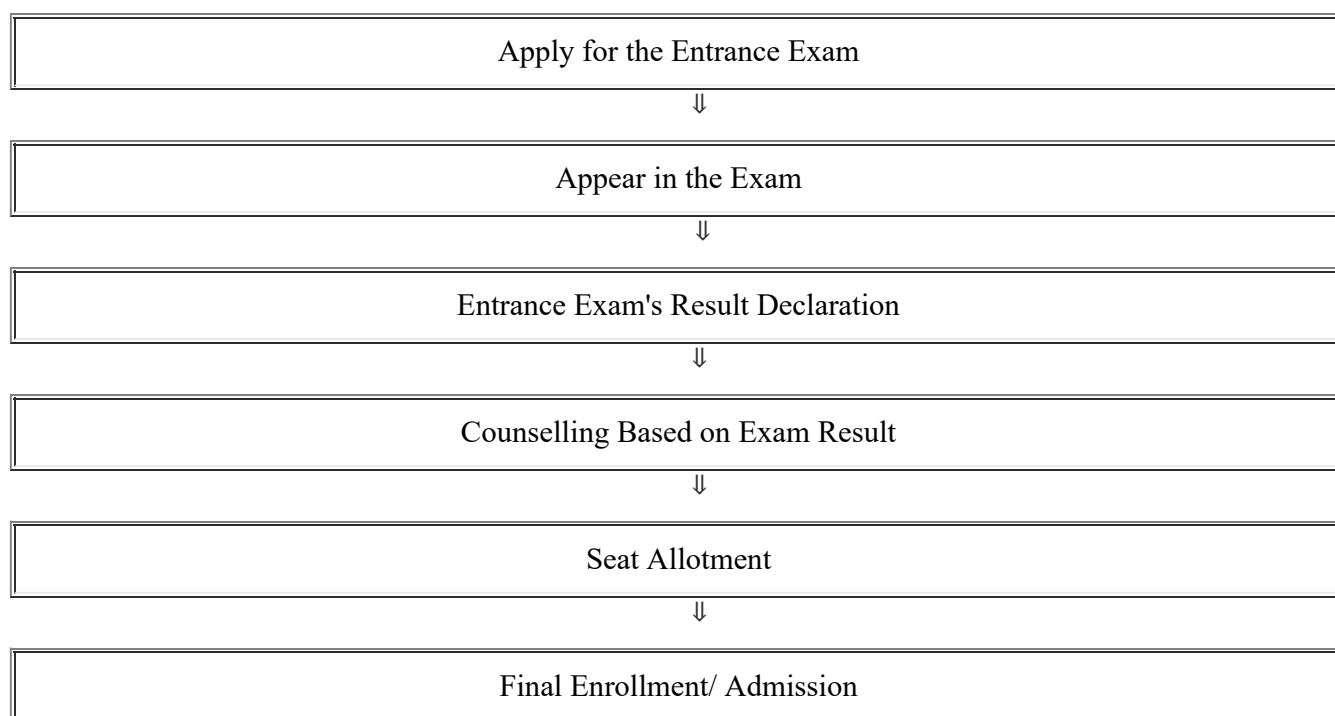 Apply for the Entrance Exam
⇓
Appear in the Exam
⇓
Entrance Exam's Result Declaration
⇓
Counselling Based on Exam Result
⇓
Seat Allotment
⇓
Final Enrollment/ Admission